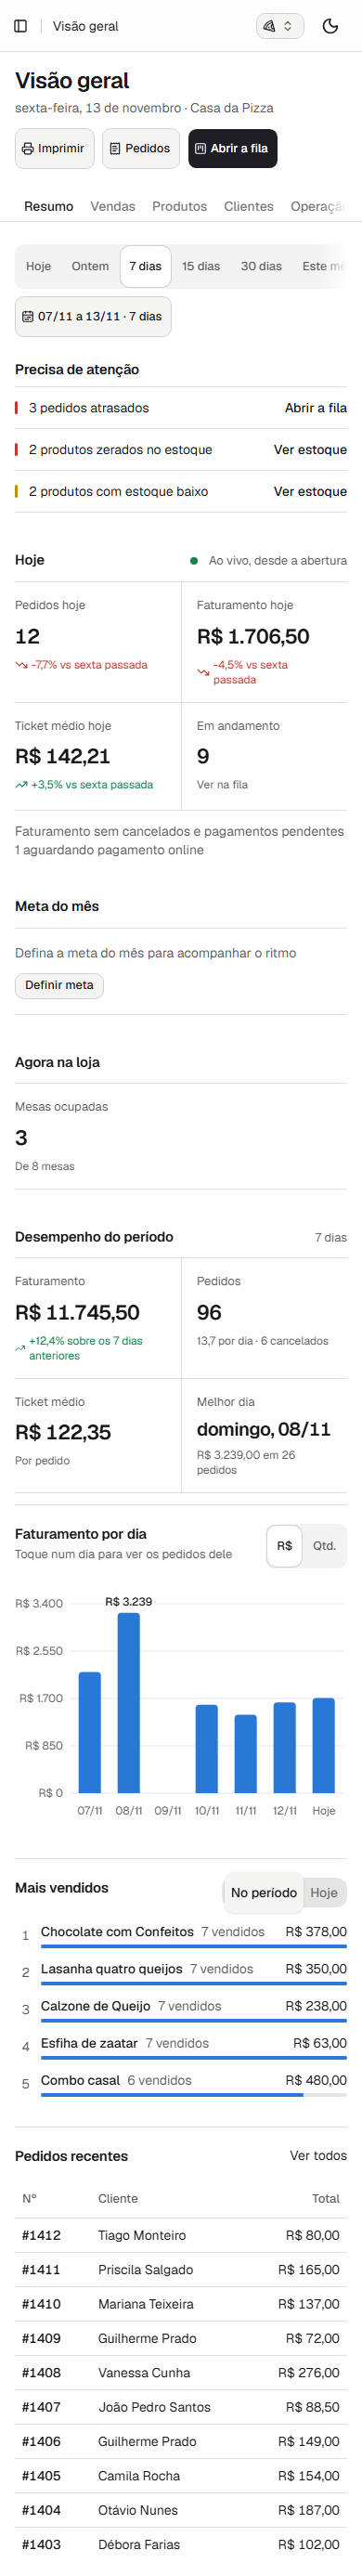 Visão geral
Visão geral
sexta-feira, 13 de novembro · Casa da Pizza
Imprimir
Pedidos
Abrir a fila
Resumo Vendas Produtos Clientes Operação
Hoje Ontem 7 dias 15 dias 30 dias Este mê
07/11 a 13/11 · 7 dias
Precisa de atenção
3 pedidos atrasados Abrir a fila
2 produtos zerados no estoque Ver estoque
2 produtos com estoque baixo Ver estoque
Hoje Ao vivo, desde a abertura
Pedidos hoje
12
-7,7% vs sexta passada
Faturamento hoje
R$ 1.706,50
-4,5% vs sexta
passada
Ticket médio hoje
R$ 142,21
+3,5% vs sexta passada
Em andamento
9
Ver na fila
Faturamento sem cancelados e pagamentos pendentes
1 aguardando pagamento online
Meta do mês
Defina a meta do mês para acompanhar o ritmo
Definir meta
Agora na loja
Mesas ocupadas
3
De 8 mesas
Desempenho do período 7 dias
Faturamento
R$ 11.745,50
+12,4% sobre os 7 dias
anteriores
Pedidos
96
13,7 por dia · 6 cancelados
Ticket médio
R$ 122,35
Por pedido
Melhor dia
domingo, 08/11
R$ 3.239,00 em 26
pedidos
Faturamento por dia
Toque num dia para ver os pedidos dele
R$ Qtd.
R$ 3.239
R$ 3.400
R$ 2.550
R$ 1.700
R$ 850
R$ 0
07/11 08/11 09/11 10/11 11/11 12/11 Hoje
Mais vendidos No período Hoje
1 Chocolate com Confeitos 7 vendidos R$ 378,00
2 Lasanha quatro queijos 7 vendidos R$ 350,00
3 Calzone de Queijo 7 vendidos R$ 238,00
4 Esfiha de zaatar 7 vendidos R$ 63,00
5 Combo casal 6 vendidos R$ 480,00
Pedidos recentes Ver todos
N° Cliente Total
#1412 Tiago Monteiro R$ 80,00
#1411 Priscila Salgado R$ 165,00
#1410 Mariana Teixeira R$ 137,00
#1409 Guilherme Prado R$ 72,00
#1408 Vanessa Cunha R$ 276,00
#1407 João Pedro Santos R$ 88,50
#1406 Guilherme Prado R$ 149,00
#1405 Camila Rocha R$ 154,00
#1404 Otávio Nunes R$ 187,00
#1403 Débora Farias R$ 102,00